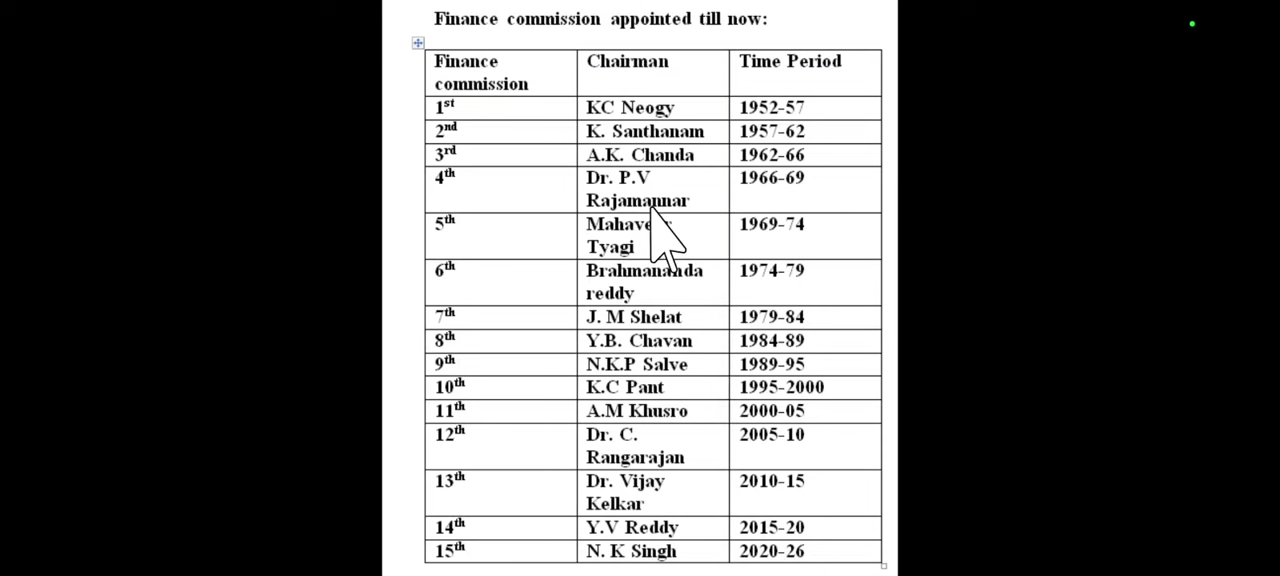 Finance commission appointed till now:
Finance commission Chairman Time Period
1st KC Neogy 1952-57
2nd K. Santhanam 1957-62
3rd A.K. Chanda 1962-66
4th Dr. P.V Rajamannar 1966-69
5th Tyagi 1969-74
6th Brahmananda reddy 1974-79
7th J. M Shelat 1979-84
8th Y.B. Chavan 1984-89
9th N.K.P Salve 1989-95
10th K.C Pant 1995-2000
11th A.M Khusro 2000-05
12th Dr. C. Rangarajan 2005-10
13th Dr. Vijay Kelkar 2010-15
14th Y.V Reddy 2015-20
15th N. K Singh 2020-26